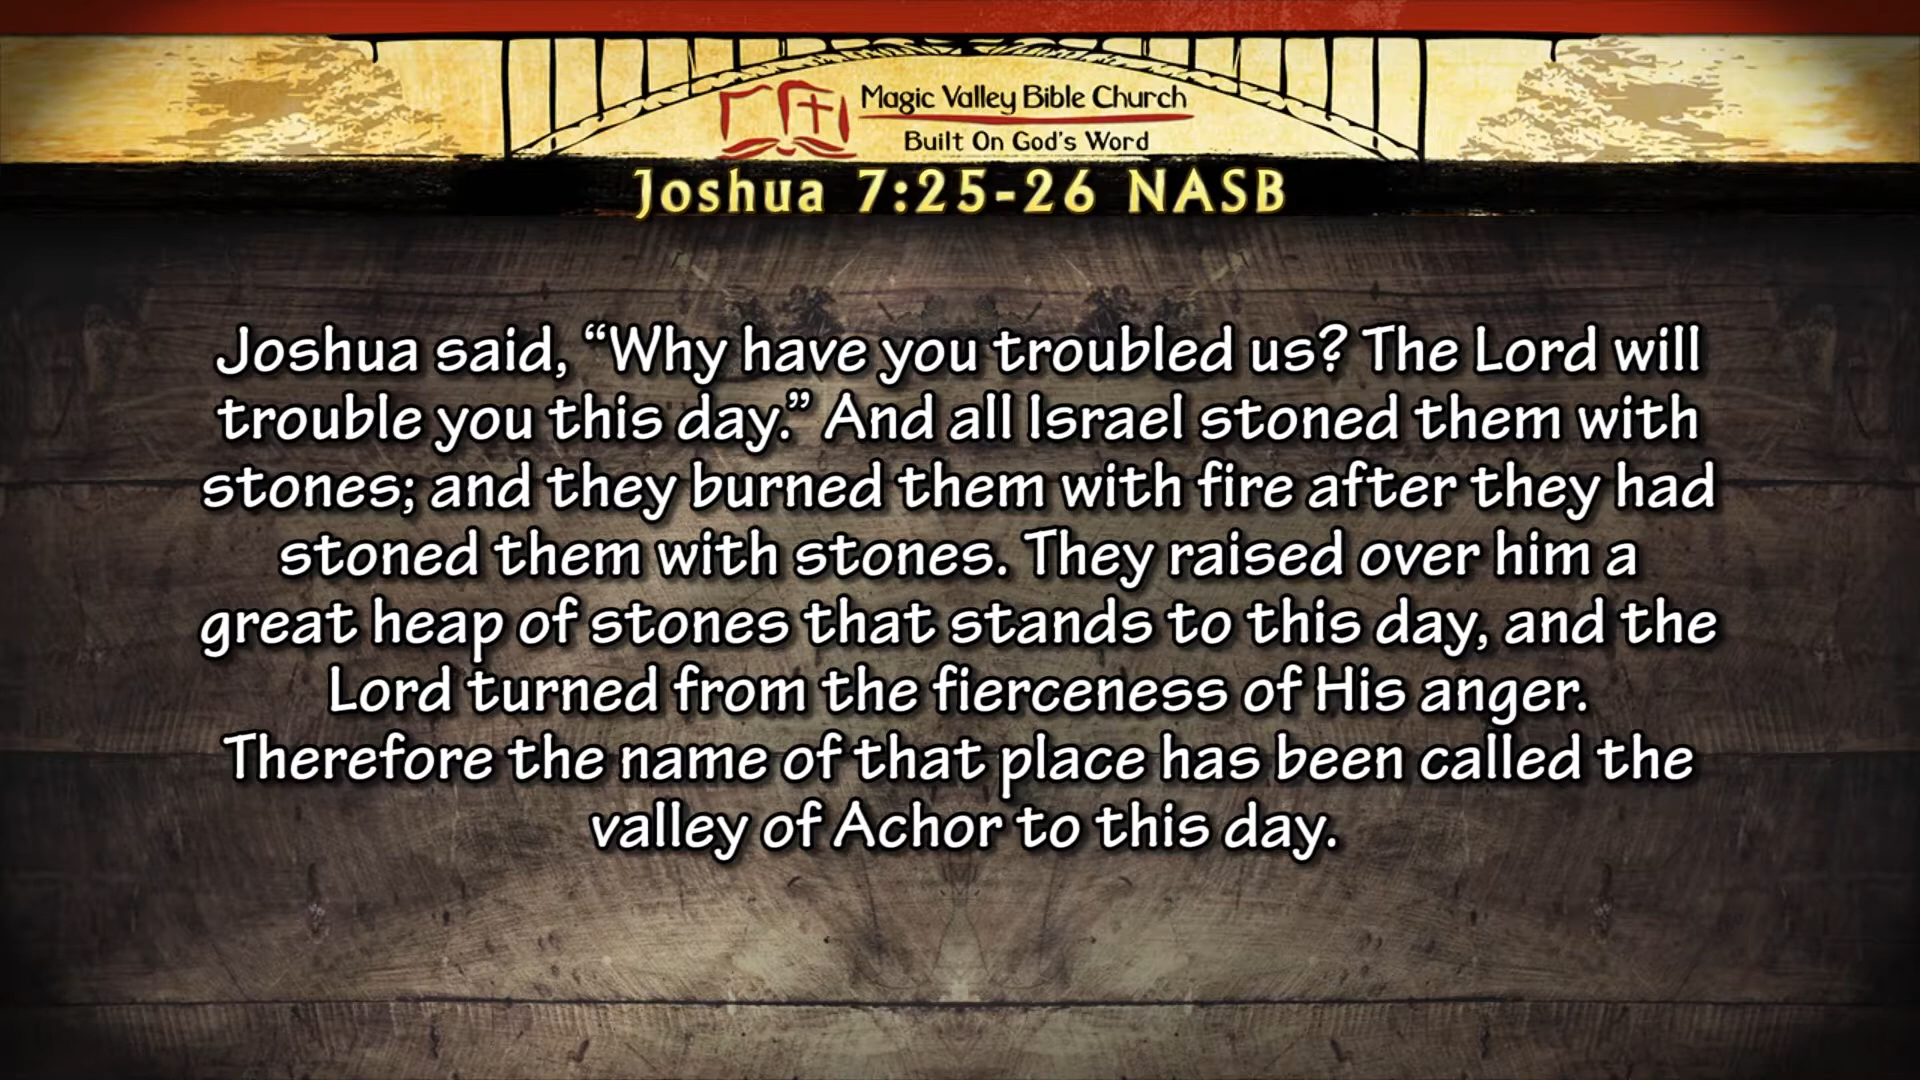 Magic Valley Bible Church
Built On God's Word
Joshua 7:25-26 NASB
Joshua said, “Why have you troubled us? The Lord will
trouble you this day.” And all Israel stoned them with
stones; and they burned them with fire after they had
stoned them with stones. They raised over him a
great heap of stones that stands to this day, and the
Lord turned from the fierceness of His anger.
Therefore the name of that place has been called the
valley of Achor to this day.